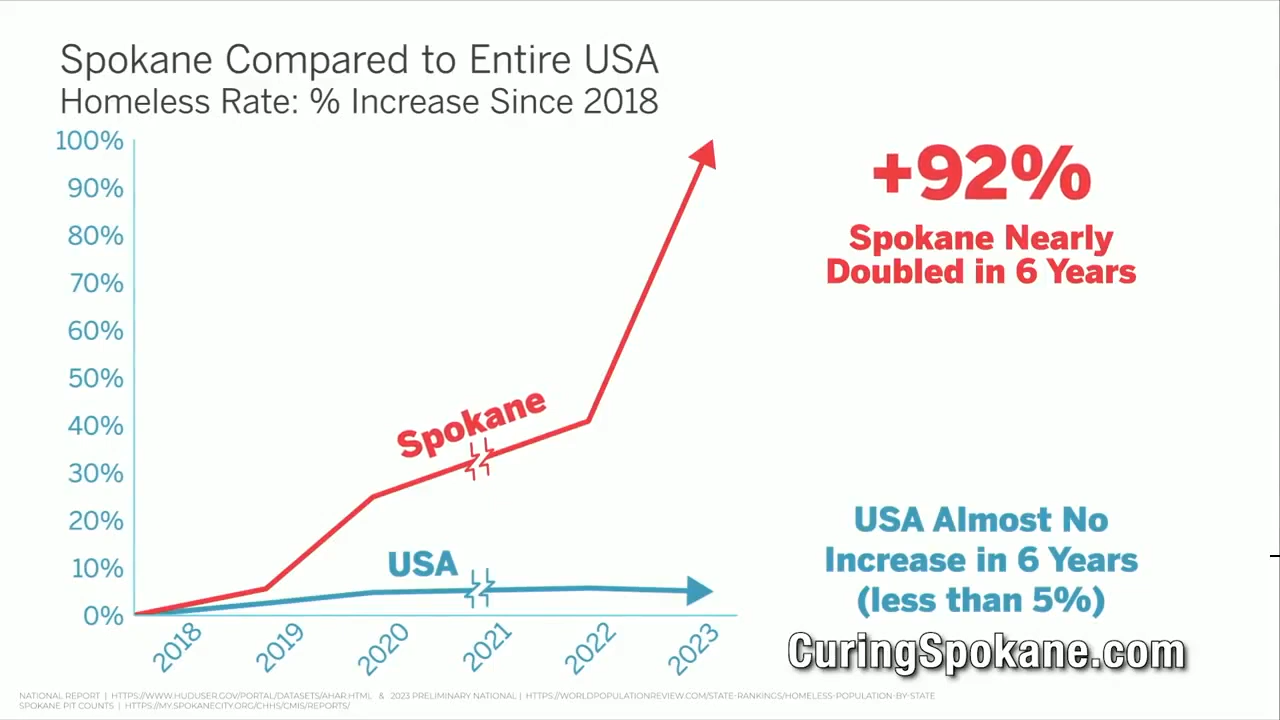 Spokane Compared to Entire USA
Homeless Rate: % Increase Since 2018
100%
90%
80%
70%
60%
50%
40%
30%
20%
10%
0%
Spokane
USA
2018
2019
2020
2021
2022
2023
+92%
Spokane Nearly
Doubled in 6 Years
USA Almost No
Increase in 6 Years
(less than 5%)
CuringSpokane.com
NATIONAL REPORT | HTTPS://WWW.HUDUSER.GOV/PORTAL/DATASETS/AHAR.HTML & 2023 PRELIMINARY NATIONAL | HTTPS://WORLDPOPULATIONREVIEW.COM/STATE-RANKINGS/HOMELESS-POPULATION-BY-STATE
SPOKANE PIT COUNTS | HTTPS://MY.SPOKANECITY.ORG/CHHS/CMIS/REPORTS/